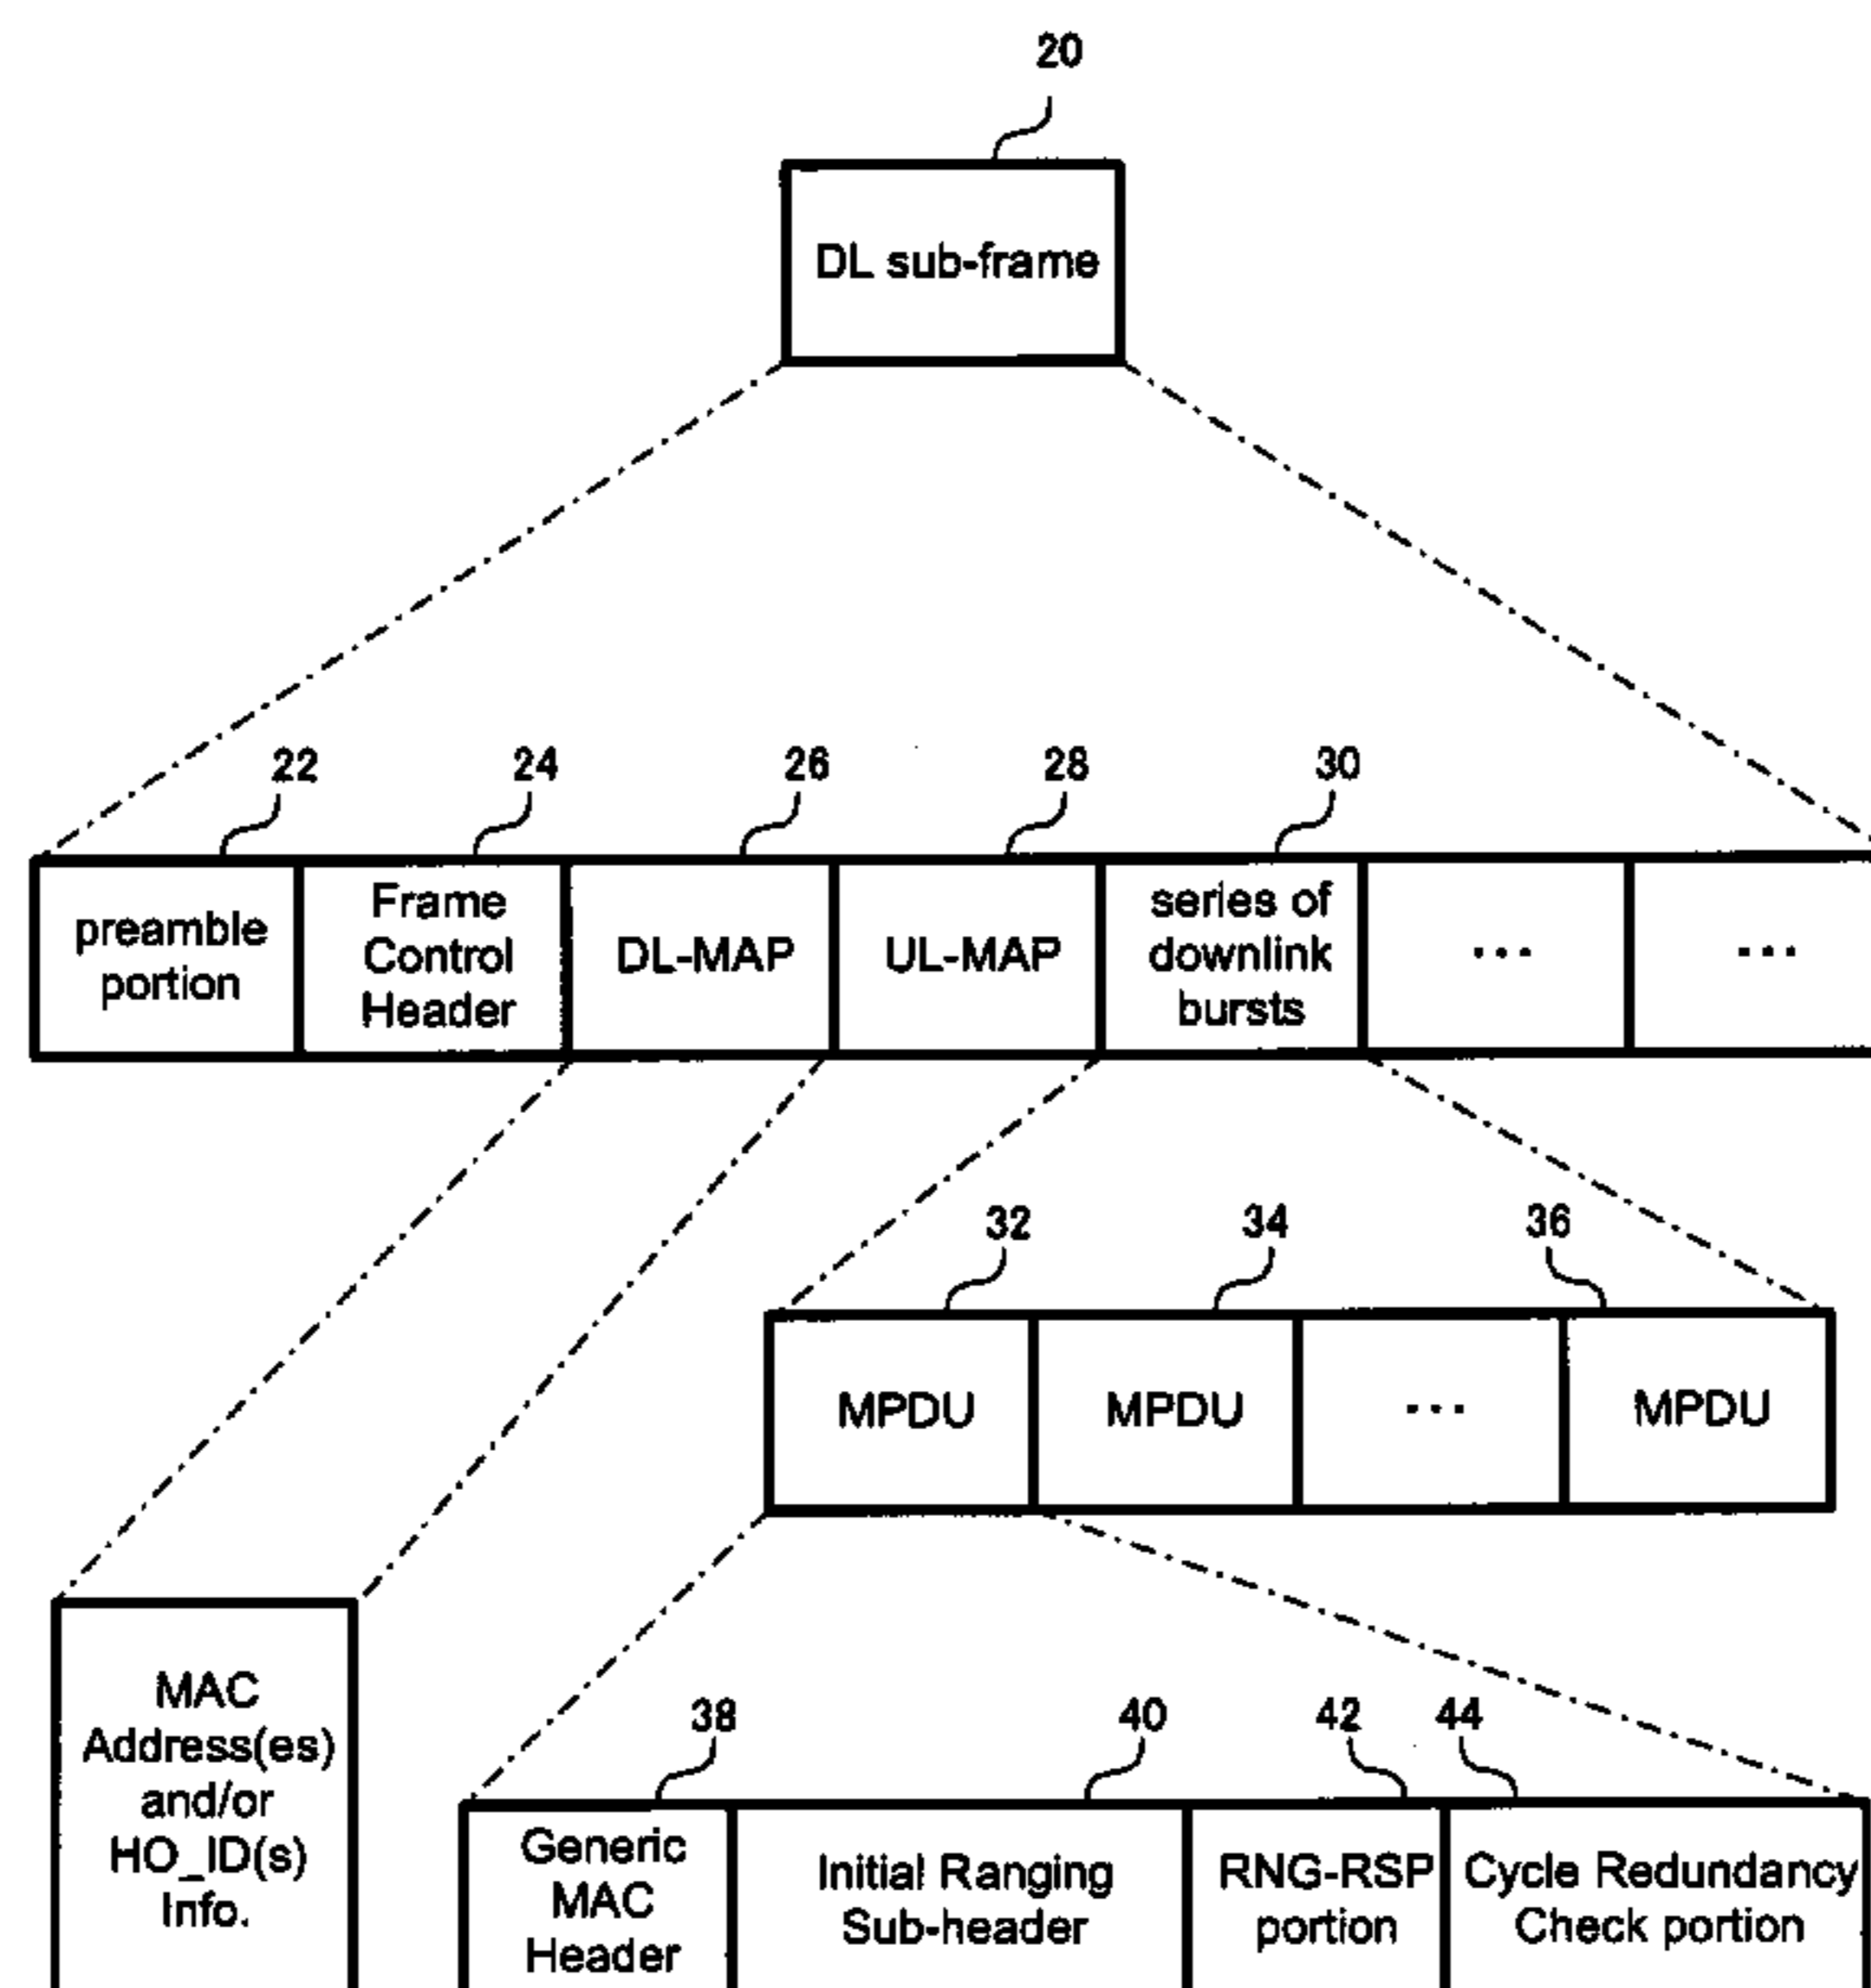 20
DL sub-frame
22
24
26
28
30
preamble
portion
Frame
Control
Header
DL-MAP
UL-MAP
series of
downlink
bursts
...
...
32
34
36
MPDU
MPDU
...
MPDU
MAC
Address(es)
and/or
HO_ID(s)
Info.
38
40
42
44
Generic
MAC
Header
Initial Ranging
Sub-header
RNG-RSP
portion
Cycle Redundancy
Check portion